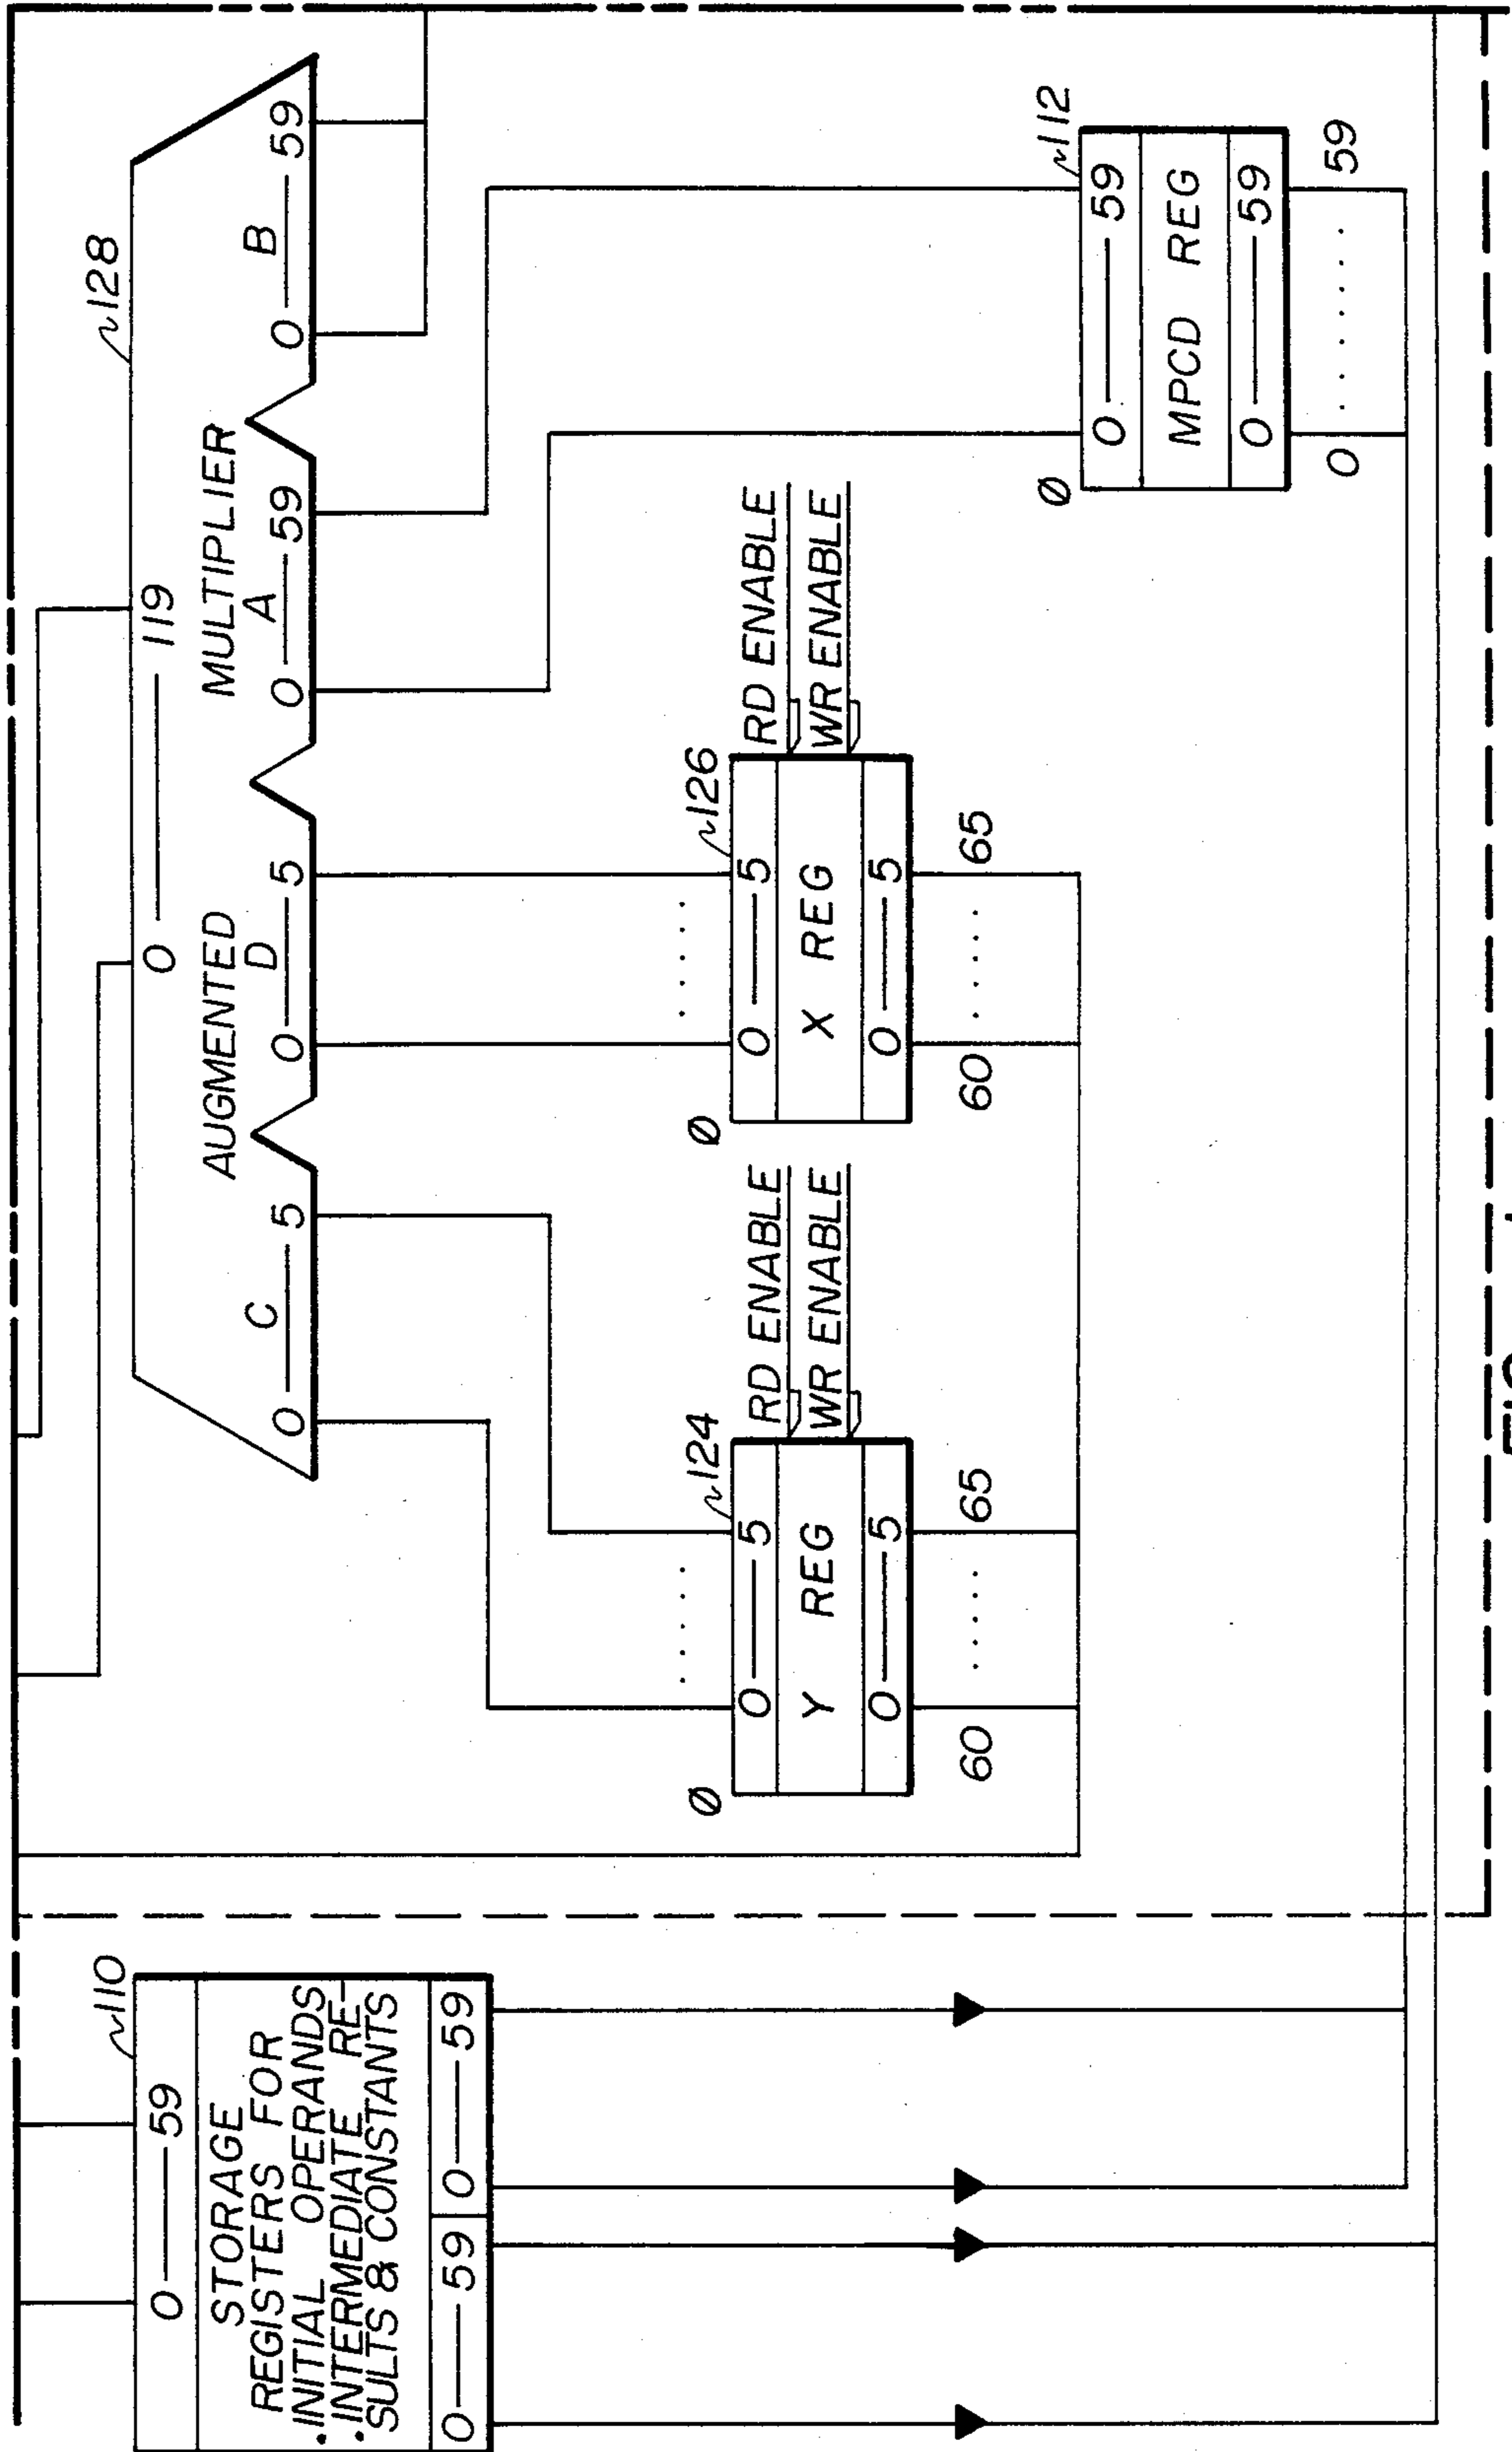 ~110
0——59
STORAGE
REGISTERS FOR
•INITIAL OPERANDS
•INTERMEDIATE RE-
SULTS & CONSTANTS
0——59 0——59
~128
0——119
AUGMENTED MULTIPLIER
C D A B
0——5 0——5 0——59 0——59
Ø ~124
0——5
Y REG
0——5
RD ENABLE
WR ENABLE
60 ..... 65
Ø ~126
0——5
X REG
0——5
RD ENABLE
WR ENABLE
60 ..... 65
Ø ~112
0——59
MPCD REG
0——59
0 ....... 59